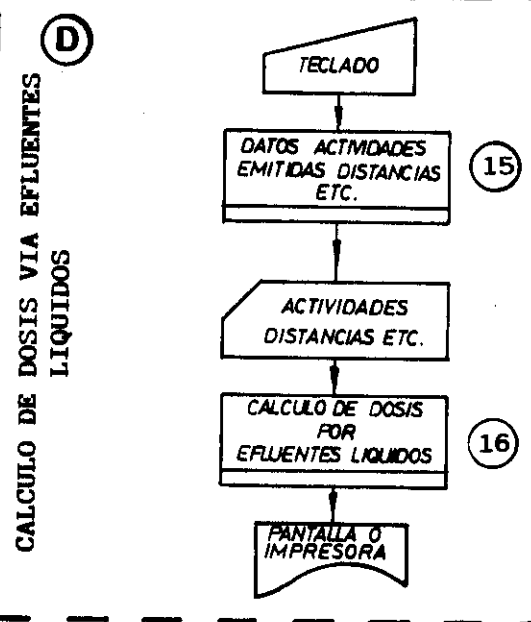 D
CALCULO DE DOSIS VIA EFLUENTES
LIQUIDOS
TECLADO
DATOS ACTIVIDADES
EMITIDAS DISTANCIAS
ETC.
15
ACTIVIDADES
DISTANCIAS ETC.
CALCULO DE DOSIS
POR
EFLUENTES LIQUIDOS
16
PANTALLA O
IMPRESORA